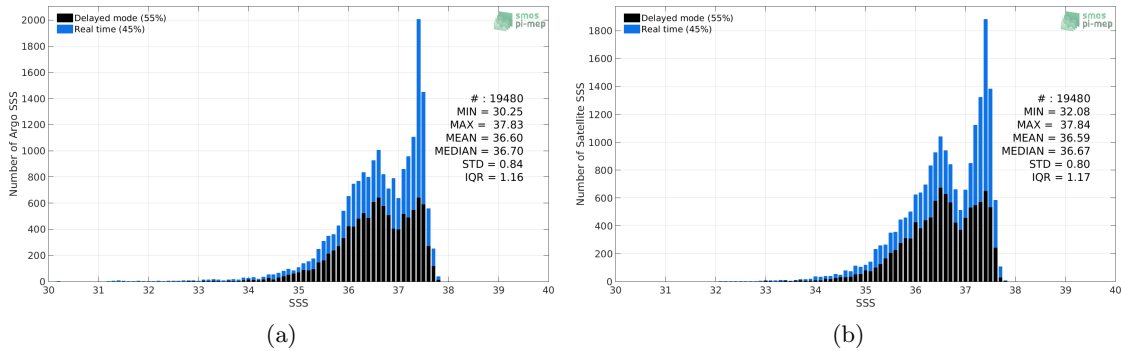 Delayed mode (55%)
Real time (45%)
smos
pi-mep
2000
1800
1600
1400
1200
1000
800
600
400
200
0
Number of Argo SSS
# : 19480
MIN = 30.25
MAX = 37.83
MEAN = 36.60
MEDIAN = 36.70
STD = 0.84
IQR = 1.16
30 31 32 33 34 35 36 37 38 39 40
SSS
(a)
Delayed mode (55%)
Real time (45%)
smos
pi-mep
1800
1600
1400
1200
1000
800
600
400
200
0
Number of Satellite SSS
# : 19480
MIN = 32.08
MAX = 37.84
MEAN = 36.59
MEDIAN = 36.67
STD = 0.80
IQR = 1.17
30 31 32 33 34 35 36 37 38 39 40
SSS
(b)